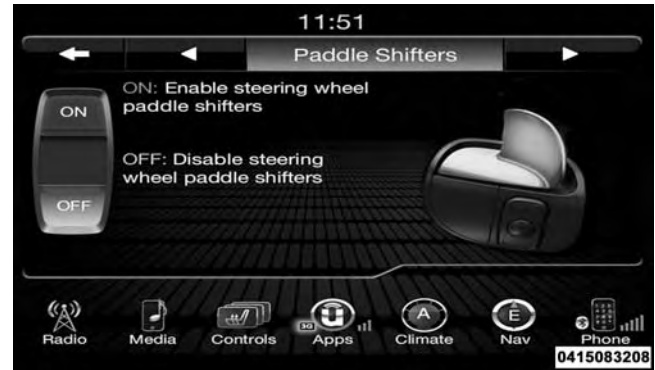 11:51
Paddle Shifters
ON: Enable steering wheel
paddle shifters
ON
OFF: Disable steering
wheel paddle shifters
OFF
3G
A
E
Radio
Media
Controls
Apps
Climate
Nav
Phone
0415083208